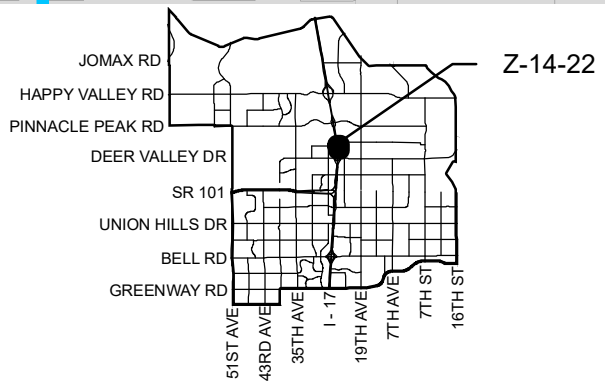 JOMAX RD
Z-14-22
HAPPY VALLEY RD
PINNACLE PEAK RD
DEER VALLEY DR
SR 101
UNION HILLS DR
BELL RD
GREENWAY RD
51ST AVE
43RD AVE
35TH AVE
I - 17
19TH AVE
7TH AVE
7TH ST
16TH ST